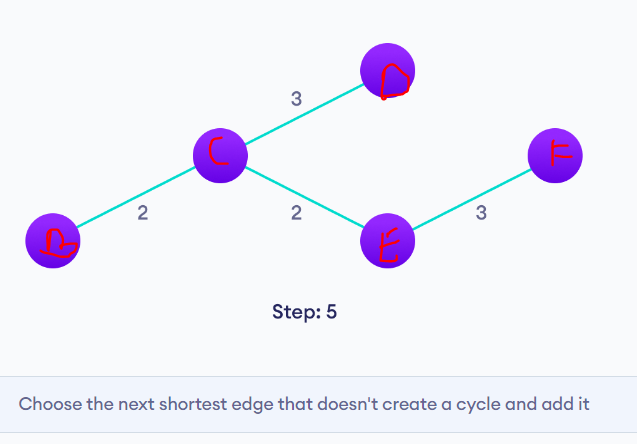 D
3
C
F
2
2
3
E
Step: 5
Choose the next shortest edge that doesn't create a cycle and add it